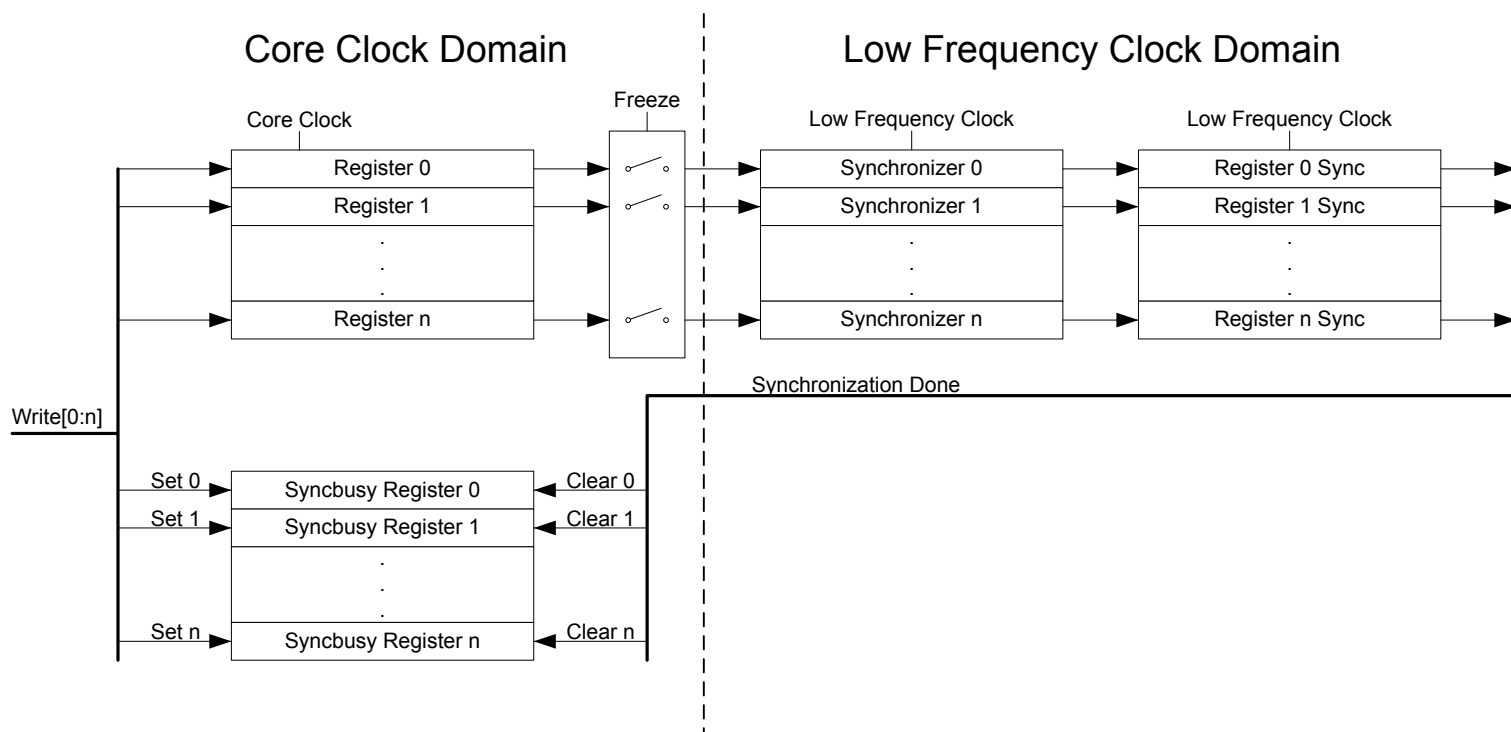 Core Clock Domain
Low Frequency Clock Domain
Freeze
Core Clock
Low Frequency Clock
Low Frequency Clock
Register 0
Synchronizer 0
Register 0 Sync
Register 1
Synchronizer 1
Register 1 Sync
.
.
.
.
.
.
.
.
.
Register n
Synchronizer n
Register n Sync
Synchronization Done
Write[0:n]
Set 0
Syncbusy Register 0
Clear 0
Set 1
Syncbusy Register 1
Clear 1
.
.
.
Set n
Syncbusy Register n
Clear n